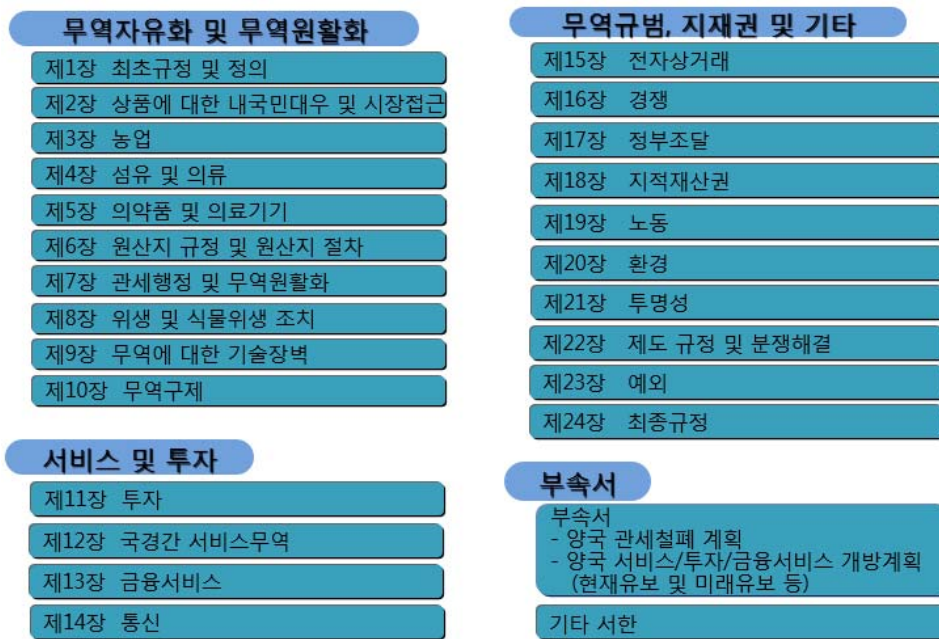 무역자유화 및 무역원활화
제1장 최초규정 및 정의
제2장 상품에 대한 내국민대우 및 시장접근
제3장 농업
제4장 섬유 및 의류
제5장 의약품 및 의료기기
제6장 원산지 규정 및 원산지 절차
제7장 관세행정 및 무역원활화
제8장 위생 및 식물위생 조치
제9장 무역에 대한 기술장벽
제10장 무역구제
서비스 및 투자
제11장 투자
제12장 국경간 서비스무역
제13장 금융서비스
제14장 통신
무역규범, 지재권 및 기타
제15장 전자상거래
제16장 경쟁
제17장 정부조달
제18장 지적재산권
제19장 노동
제20장 환경
제21장 투명성
제22장 제도 규정 및 분쟁해결
제23장 예외
제24장 최종규정
부속서
부속서
- 양국 관세철폐 계획
- 양국 서비스/투자/금융서비스 개방계획
(현재유보 및 미래유보 등)
기타 서한